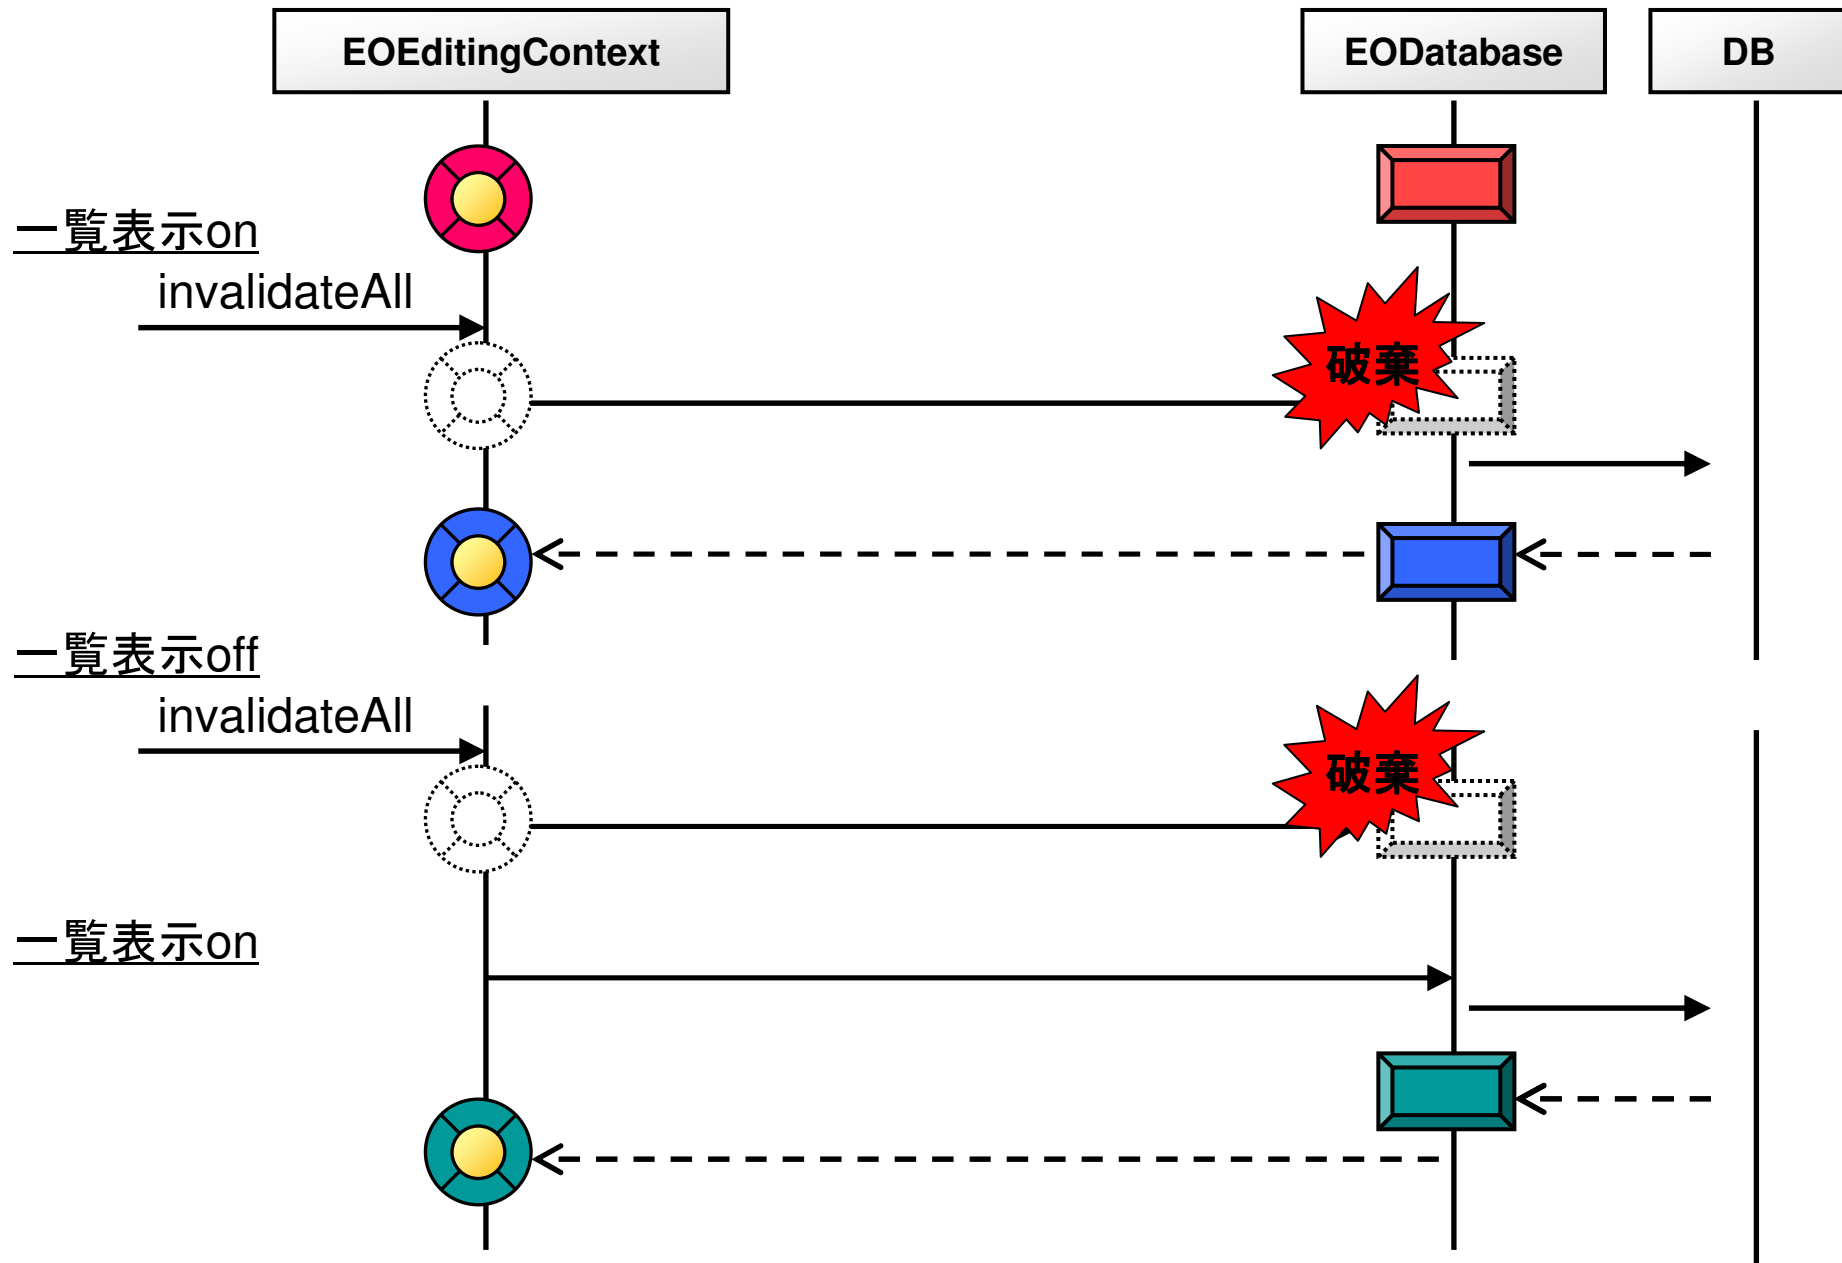 EOEditingContext
EODatabase
DB
一覧表示on
invalidateAll
破棄
一覧表示off
invalidateAll
破棄
一覧表示on